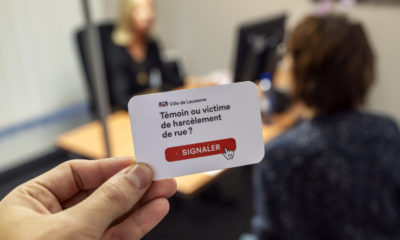 Ville de Lausanne
Témoin ou victime
de harcèlement
de rue ?
SIGNALER